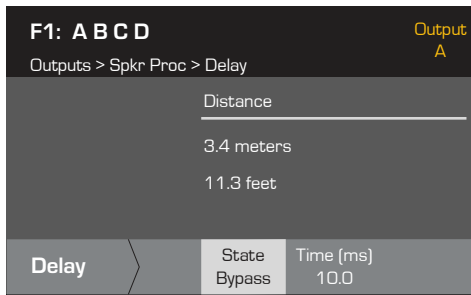 F1: A B C D
Output
A
Outputs > Spkr Proc > Delay
Distance
3.4 meters
11.3 feet
Delay
State
Bypass
Time (ms)
10.0